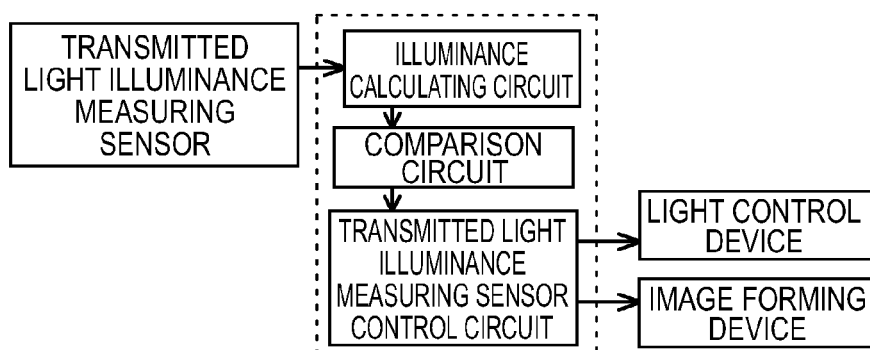 TRANSMITTED
LIGHT ILLUMINANCE
MEASURING
SENSOR
ILLUMINANCE
CALCULATING CIRCUIT
COMPARISON
CIRCUIT
TRANSMITTED LIGHT
ILLUMINANCE
MEASURING SENSOR
CONTROL CIRCUIT
LIGHT CONTROL
DEVICE
IMAGE FORMING
DEVICE